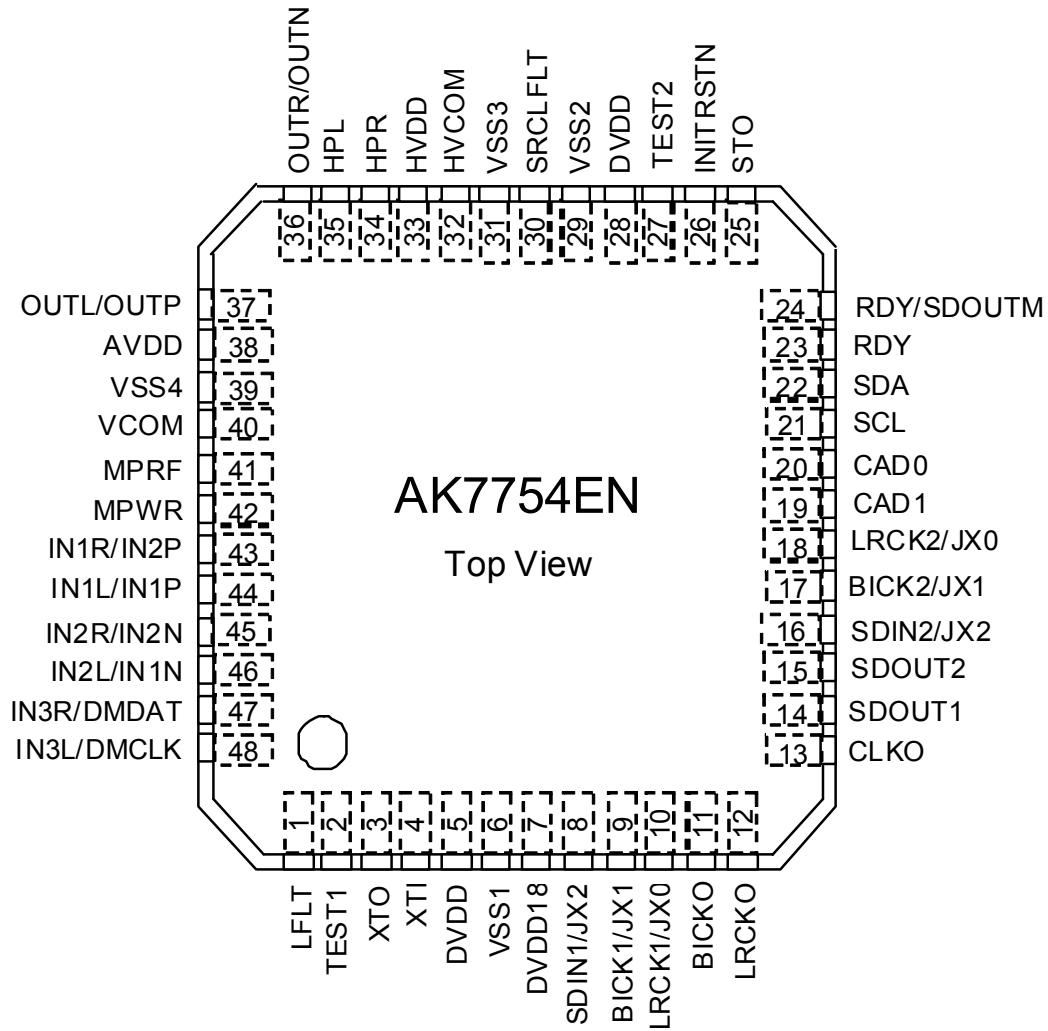 OUTR/OUTN
HPL
HPR
HVDD
HVCOM
VSS3
SRCLFLT
VSS2
DVDD
TEST2
INITRSTN
STO
36
35
34
33
32
31
30
29
28
27
26
25
OUTL/OUTP 37
AVDD 38
VSS4 39
VCOM 40
MPRF 41
MPWR 42
IN1R/IN2P 43
IN1L/IN1P 44
IN2R/IN2N 45
IN2L/IN1N 46
IN3R/DMDAT 47
IN3L/DMCLK 48
AK7754EN
Top View
24 RDY/SDOUTM
23 RDY
22 SDA
21 SCL
20 CAD0
19 CAD1
18 LRCK2/JX0
17 BICK2/JX1
16 SDIN2/JX2
15 SDOUT2
14 SDOUT1
13 CLKO
1
2
3
4
5
6
7
8
9
10
11
12
LFLT
TEST1
XTO
XTI
DVDD
VSS1
DVDD18
SDIN1/JX2
BICK1/JX1
LRCK1/JX0
BICKO
LRCKO